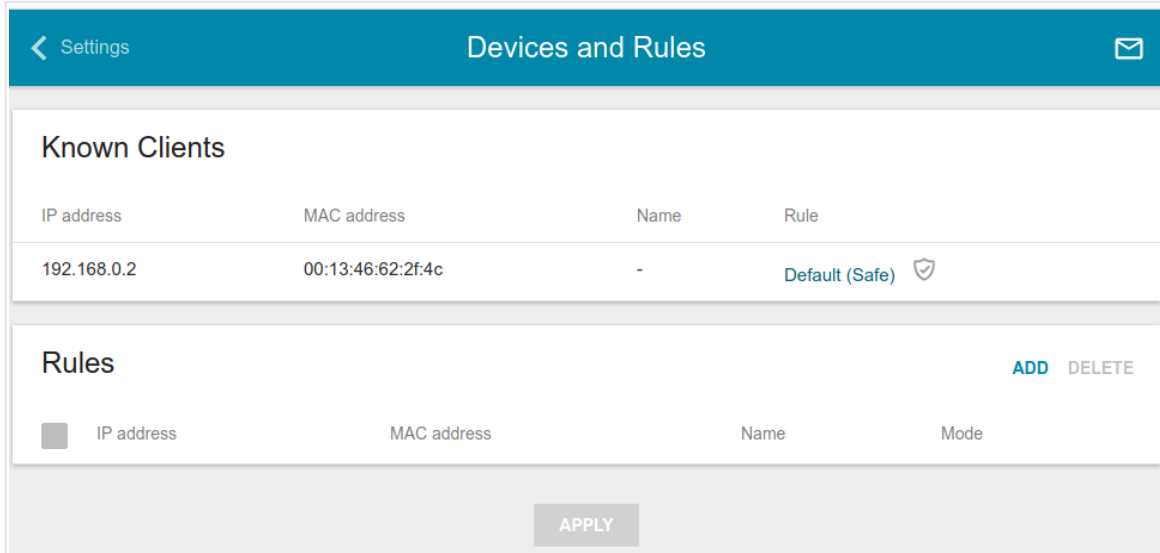 Settings
Devices and Rules
Known Clients
IP address MAC address Name Rule
192.168.0.2 00:13:46:62:2f:4c - Default (Safe)
Rules
ADD DELETE
IP address MAC address Name Mode
APPLY